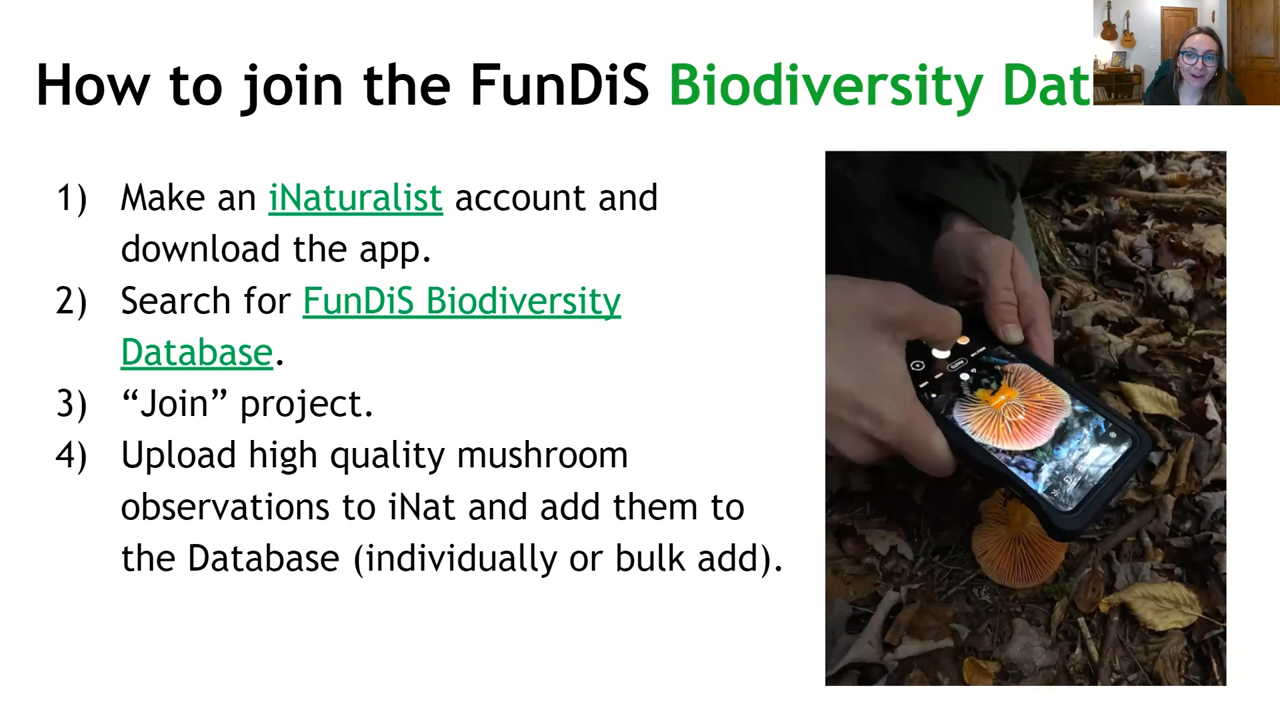 How to join the FunDiS Biodiversity Dat
1) Make an iNaturalist account and
download the app.
2) Search for FunDiS Biodiversity
Database.
3) “Join” project.
4) Upload high quality mushroom
observations to iNat and add them to
the Database (individually or bulk add).